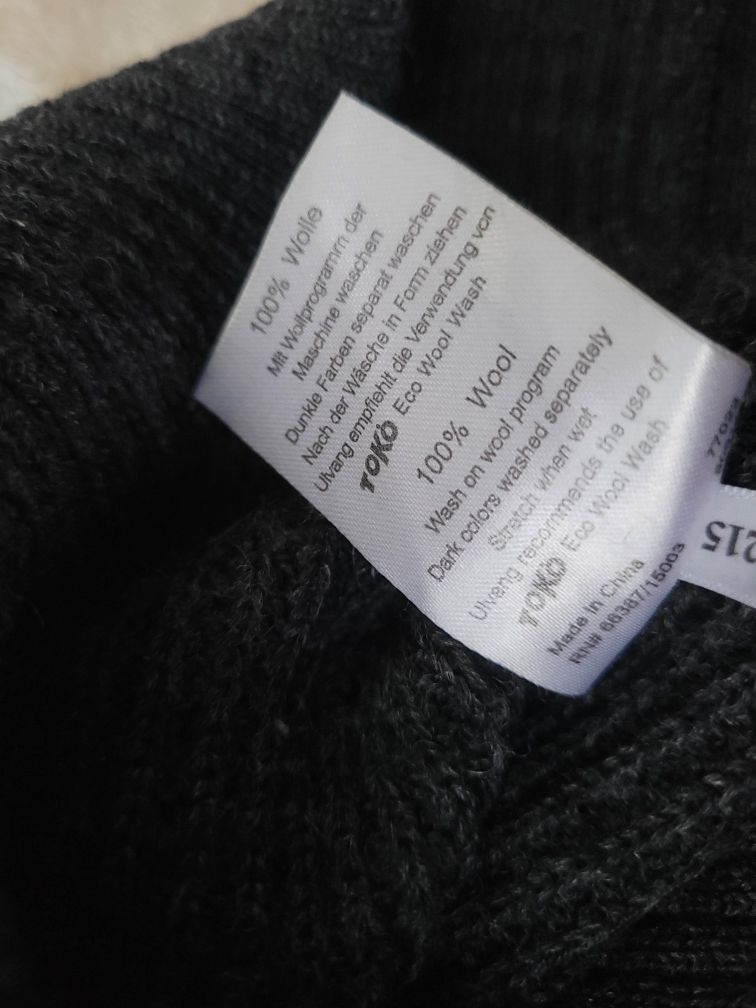 100% Wolle
Mit Wollprogramm der
Maschine waschen
Dunkle Farben separat waschen
Nach der Wäsche in Form ziehen
Ulvang empfiehlt die Verwendung von
TOKO Eco Wool Wash
100% Wool
Wash on wool program
Dark colors washed separately
Stretch when wet
Ulvang recommends the use of
TOKO Eco Wool Wash
Made in China
RN# 66387/15003
215